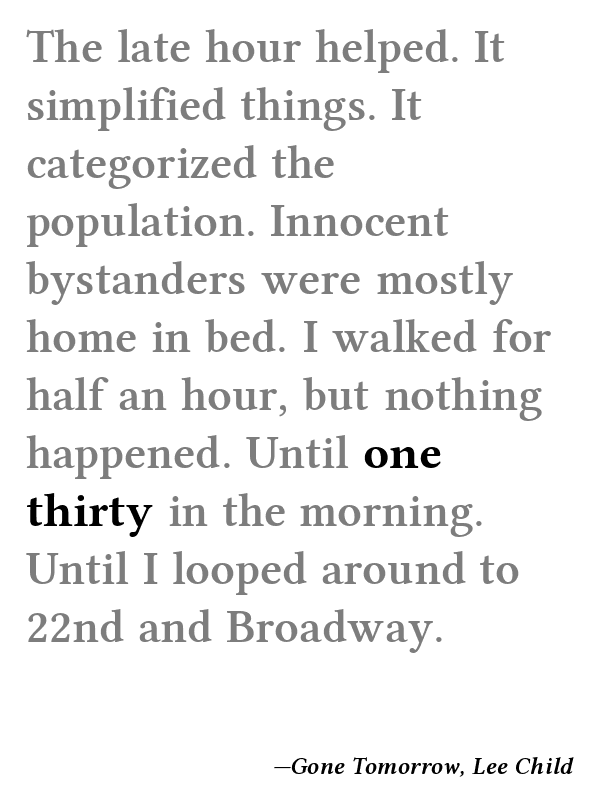 The late hour helped. It
simplified things. It
categorized the
population. Innocent
bystanders were mostly
home in bed. I walked for
half an hour, but nothing
happened. Until one
thirty in the morning.
Until I looped around to
22nd and Broadway.
—Gone Tomorrow, Lee Child